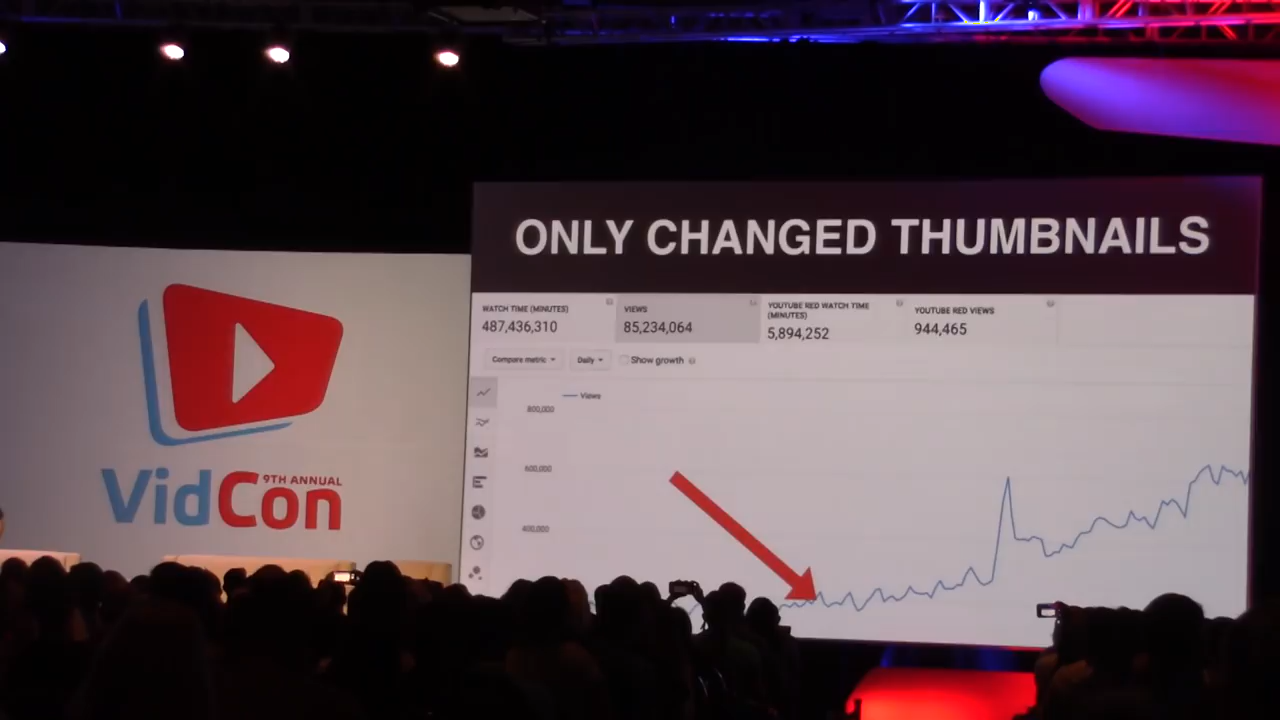 ONLY CHANGED THUMBNAILS
WATCH TIME (MINUTES)
487,436,310
VIEWS
85,234,064
YOUTUBE RED WATCH TIME
(MINUTES)
5,894,252
YOUTUBE RED VIEWS
944,465
Compare metric
Daily
Show growth
Views
800,000
600,000
400,000
9TH ANNUAL
VidCon